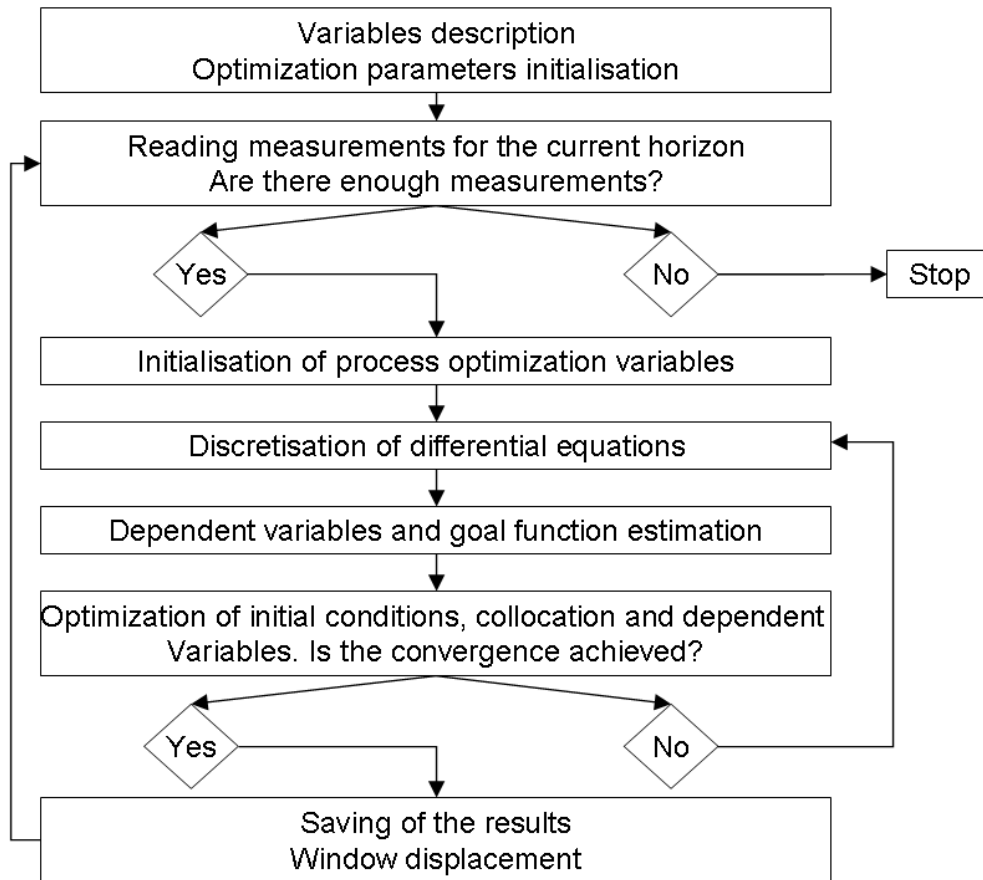 Variables description
Optimization parameters initialisation
Reading measurements for the current horizon
Are there enough measurements?
Yes
No
Stop
Initialisation of process optimization variables
Discretisation of differential equations
Dependent variables and goal function estimation
Optimization of initial conditions, collocation and dependent
Variables. Is the convergence achieved?
Yes
No
Saving of the results
Window displacement